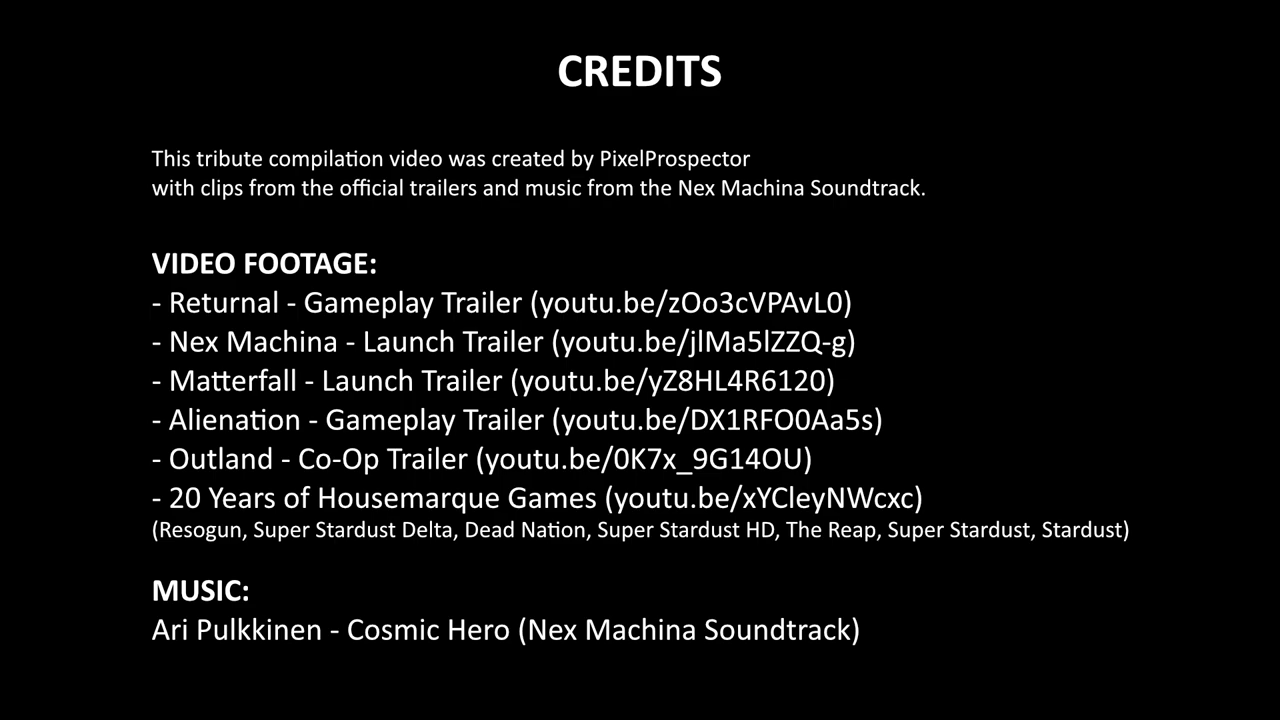 CREDITS
This tribute compilation video was created by PixelProspector
with clips from the official trailers and music from the Nex Machina Soundtrack.
VIDEO FOOTAGE:
- Returnal - Gameplay Trailer (youtu.be/zOo3cVPAvL0)
- Nex Machina - Launch Trailer (youtu.be/jlMa5lZZQ-g)
- Matterfall - Launch Trailer (youtu.be/yZ8HL4R6120)
- Alienation - Gameplay Trailer (youtu.be/DX1RFO0Aa5s)
- Outland - Co-Op Trailer (youtu.be/0K7x_9G14OU)
- 20 Years of Housemarque Games (youtu.be/xYCleyNWcxc)
(Resogun, Super Stardust Delta, Dead Nation, Super Stardust HD, The Reap, Super Stardust, Stardust)
MUSIC:
Ari Pulkkinen - Cosmic Hero (Nex Machina Soundtrack)